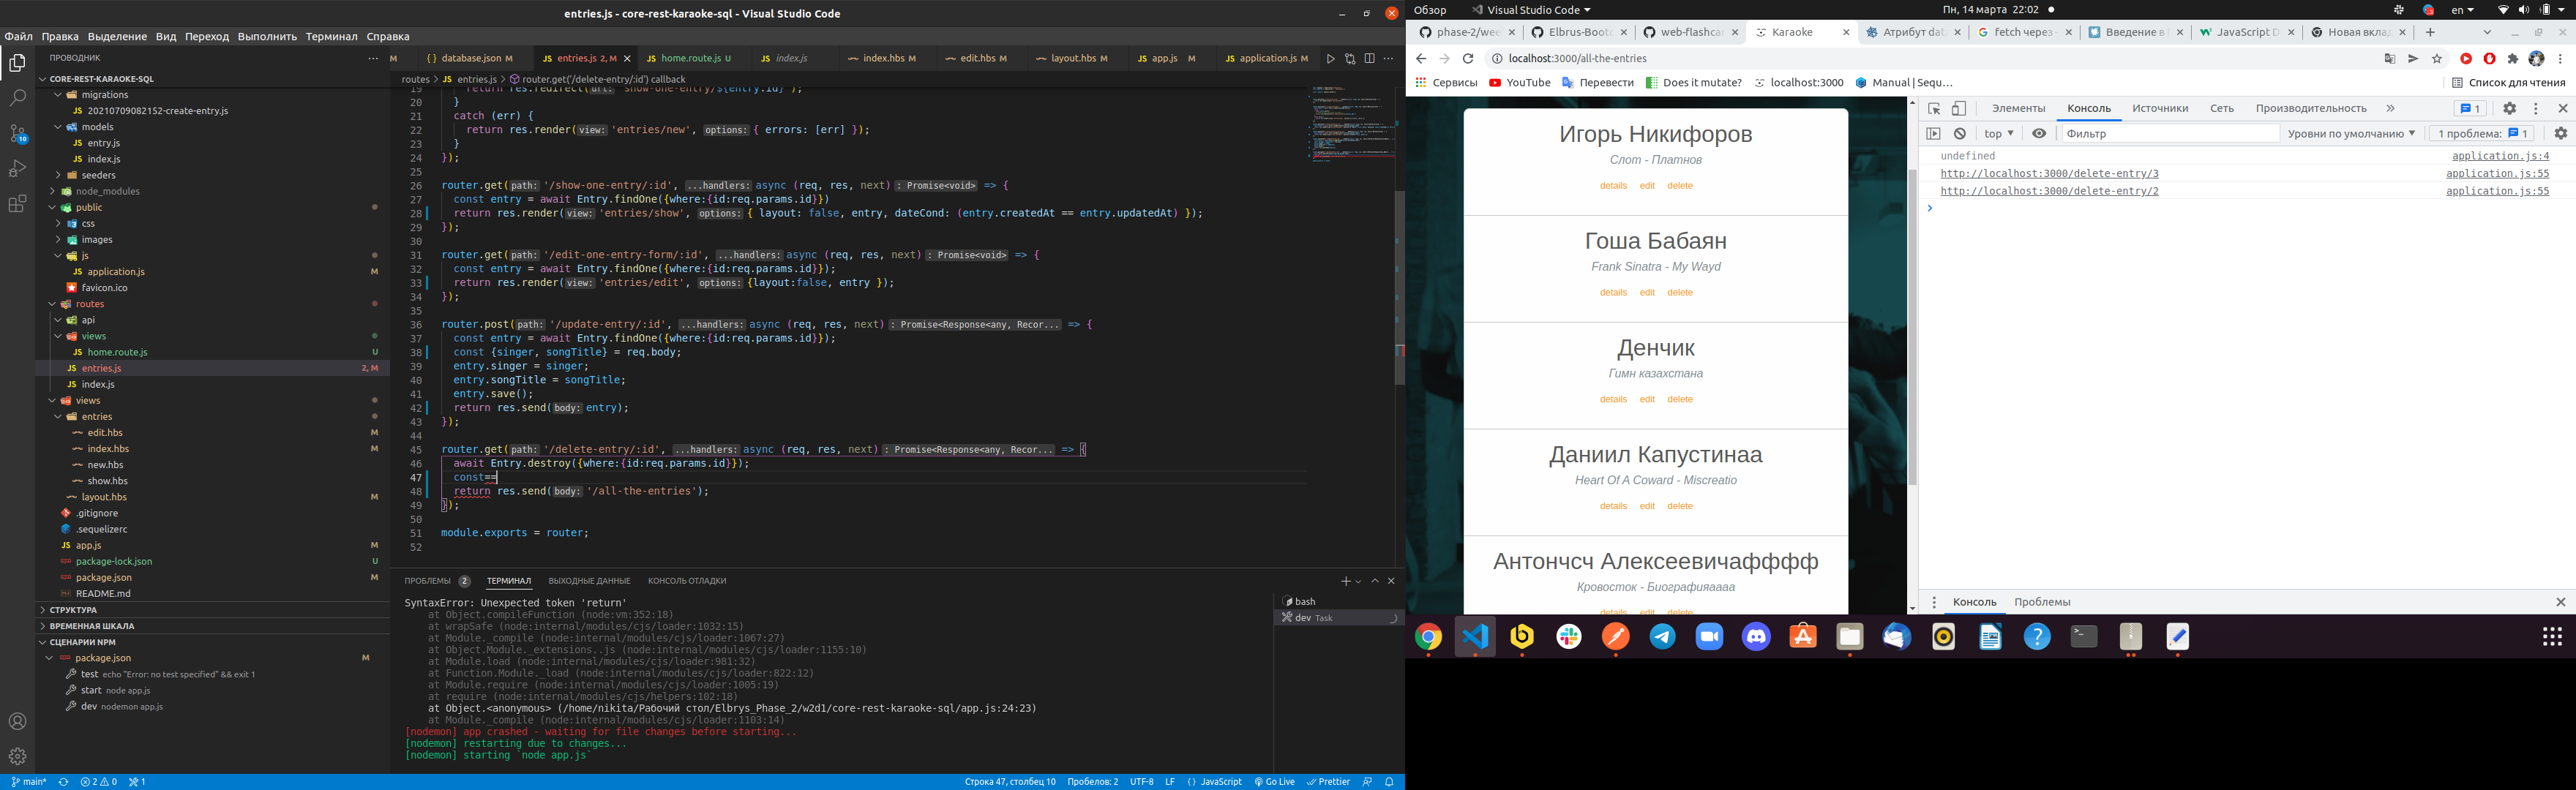 entries.js - core-rest-karaoke-sql - Visual Studio Code
Файл Правка Выделение Вид Переход Выполнить Терминал Справка
ПРОВОДНИК
CORE-REST-KARAOKE-SQL
migrations
20210709082152-create-entry.js
models
entry.js
index.js
seeders
node_modules
public
css
images
js
application.js M
favicon.ico
routes
api
views
home.route.js U
entries.js 2, M
index.js
views
entries
edit.hbs M
index.hbs M
new.hbs
show.hbs
layout.hbs M
.gitignore
.sequelizerc
app.js M
package-lock.json U
package.json M
README.md
СТРУКТУРА
ВРЕМЕННАЯ ШКАЛА
СЦЕНАРИИ NPM
package.json M
test echo "Error: no test specified" && exit 1
start node app.js
dev nodemon app.js
M database.json M entries.js 2, M home.route.js U index.js index.hbs M edit.hbs M layout.hbs M app.js M application.js M
routes > entries.js > router.get('/delete-entry/:id') callback
19 return res.redirect(url: `show-one-entry/${entry.id}`);
20 }
21 catch (err) {
22 return res.render(view: 'entries/new', options: { errors: [err] });
23 }
24 });
25
26 router.get(path: '/show-one-entry/:id', ...handlers: async (req, res, next) : Promise<void> => {
27 const entry = await Entry.findOne({where:{id:req.params.id}})
28 return res.render(view: 'entries/show', options: { layout: false, entry, dateCond: (entry.createdAt == entry.updatedAt) });
29 });
30
31 router.get(path: '/edit-one-entry-form/:id', ...handlers: async (req, res, next) : Promise<void> => {
32 const entry = await Entry.findOne({where:{id:req.params.id}});
33 return res.render(view: 'entries/edit', options: {layout:false, entry });
34 });
35
36 router.post(path: '/update-entry/:id', ...handlers: async (req, res, next) : Promise<Response<any, Recor... => {
37 const entry = await Entry.findOne({where:{id:req.params.id}});
38 const {singer, songTitle} = req.body;
39 entry.singer = singer;
40 entry.songTitle = songTitle;
41 entry.save();
42 return res.send(body: entry);
43 });
44
45 router.get(path: '/delete-entry/:id', ...handlers: async (req, res, next) : Promise<Response<any, Recor... => {
46 await Entry.destroy({where:{id:req.params.id}});
47 const==
48 return res.send(body: '/all-the-entries');
49 });
50
51 module.exports = router;
52
ПРОБЛЕМЫ 2 ТЕРМИНАЛ ВЫХОДНЫЕ ДАННЫЕ КОНСОЛЬ ОТЛАДКИ
SyntaxError: Unexpected token 'return'
at Object.compileFunction (node:vm:352:18)
at wrapSafe (node:internal/modules/cjs/loader:1032:15)
at Module._compile (node:internal/modules/cjs/loader:1067:27)
at Object.Module._extensions..js (node:internal/modules/cjs/loader:1155:10)
at Module.load (node:internal/modules/cjs/loader:981:32)
at Function.Module._load (node:internal/modules/cjs/loader:822:12)
at Module.require (node:internal/modules/cjs/loader:1005:19)
at require (node:internal/modules/cjs/helpers:102:18)
at Object.<anonymous> (/home/nikita/Рабочий стол/Elbrys_Phase_2/w2d1/core-rest-karaoke-sql/app.js:24:23)
at Module._compile (node:internal/modules/cjs/loader:1103:14)
[nodemon] app crashed - waiting for file changes before starting...
[nodemon] restarting due to changes...
[nodemon] starting `node app.js`
bash
dev Task
main* 2 0 1 Строка 47, столбец 10 Пробелов: 2 UTF-8 LF JavaScript Go Live Prettier
Обзор Visual Studio Code Пн, 14 марта 22:02 en
phase-2/wee Elbrus-Bootc web-flashcar Karaoke Атрибут dat fetch через Введение в JavaScript D Новая вклад
localhost:3000/all-the-entries
Сервисы YouTube Перевести Does it mutate? localhost:3000 Manual | Sequ... Список для чтения
Игорь Никифоров
Слот - Платнов
details edit delete
Гоша Бабаян
Frank Sinatra - My Wayd
details edit delete
Денчик
Гимн казахстана
details edit delete
Даниил Капустинаа
Heart Of A Coward - Miscreatio
details edit delete
Антончсч Алексеевичафффф
Кровосток - Биографияаааа
details edit delete
Элементы Консоль Источники Сеть Производительность 1
top Фильтр Уровни по умолчанию 1 проблема: 1
undefined application.js:4
http://localhost:3000/delete-entry/3 application.js:55
http://localhost:3000/delete-entry/2 application.js:55
Консоль Проблемы